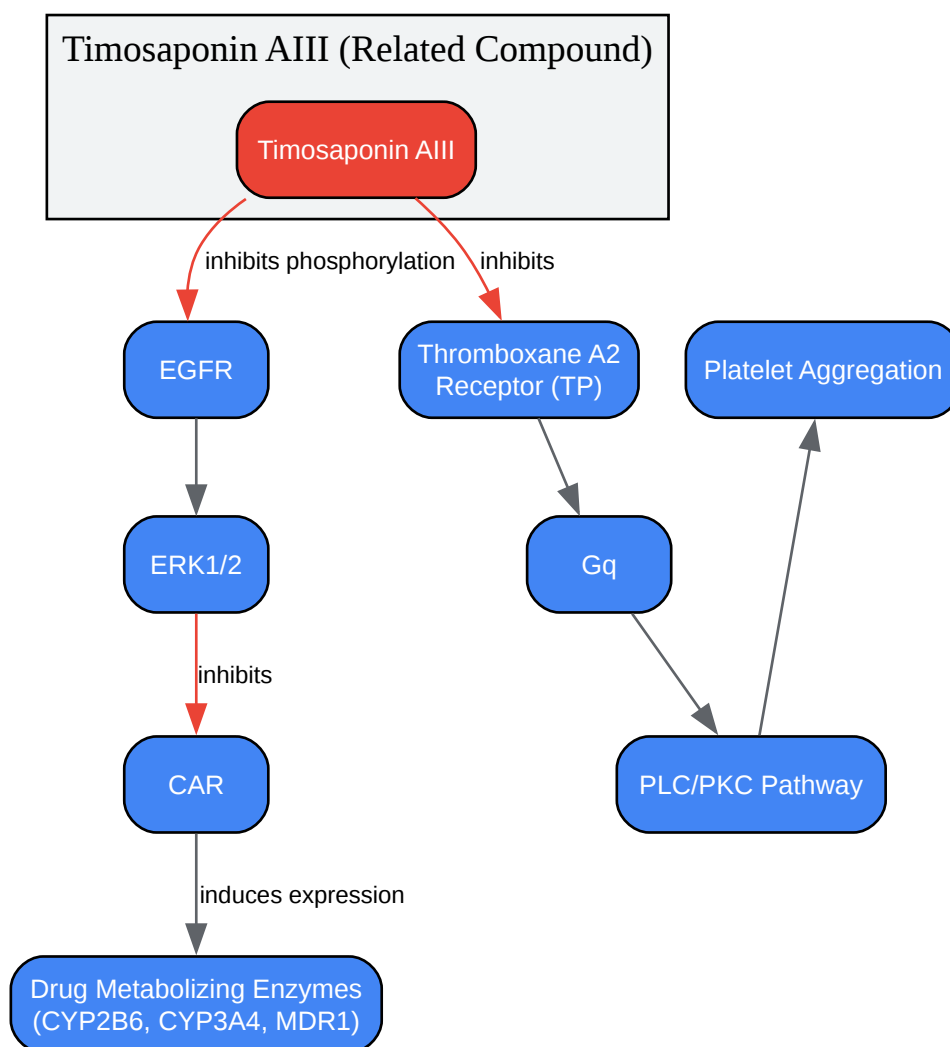 Timosaponin AIII (Related Compound)
Timosaponin AIII
inhibits phosphorylation
inhibits
EGFR
Thromboxane A2
Receptor (TP)
Platelet Aggregation
ERK1/2
Gq
inhibits
CAR
PLC/PKC Pathway
induces expression
Drug Metabolizing Enzymes
(CYP2B6, CYP3A4, MDR1)